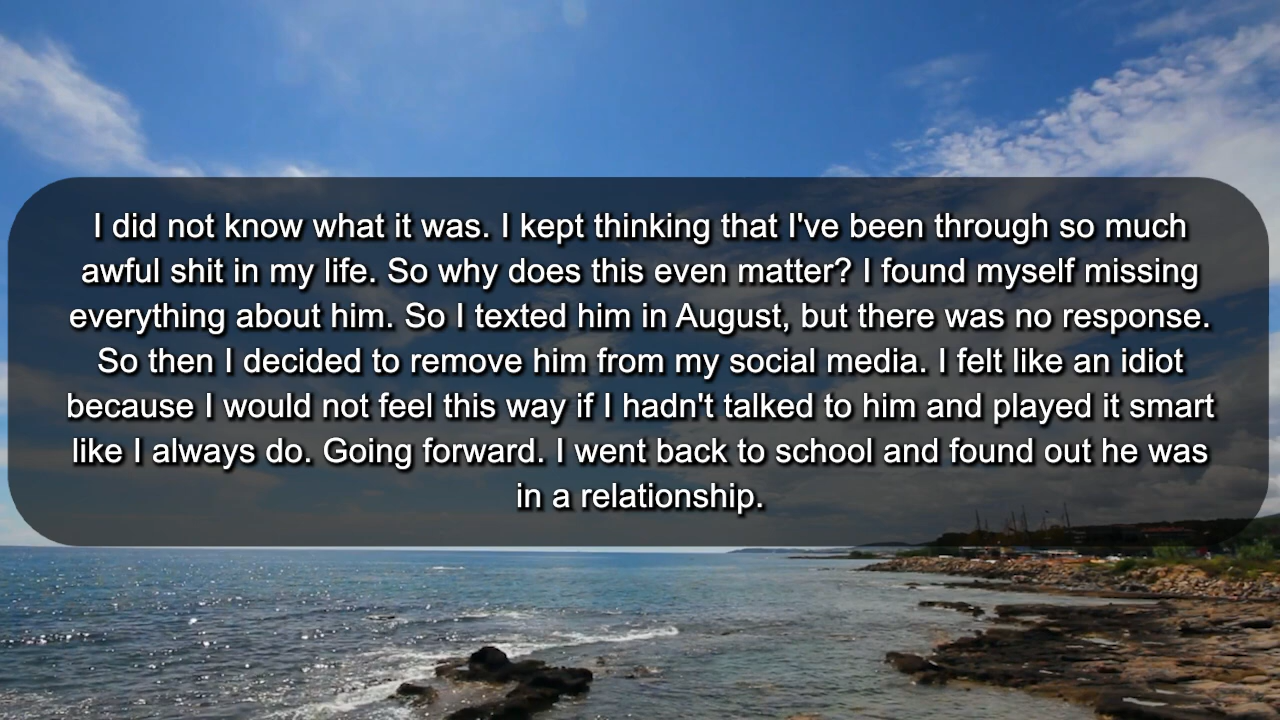 I did not know what it was. I kept thinking that I've been through so much
awful shit in my life. So why does this even matter? I found myself missing
everything about him. So I texted him in August, but there was no response.
So then I decided to remove him from my social media. I felt like an idiot
because I would not feel this way if I hadn't talked to him and played it smart
like I always do. Going forward. I went back to school and found out he was
in a relationship.